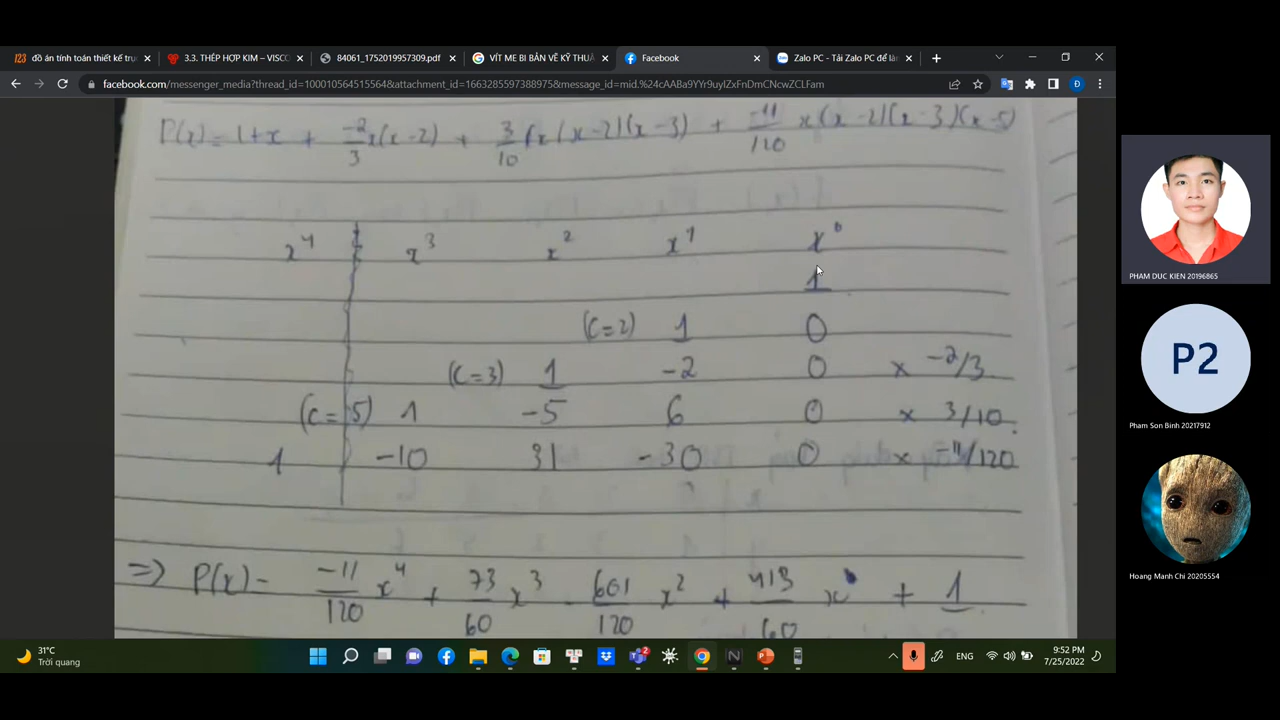 đồ án tính toán thiết kế trụ
3.3. THÉP HỢP KIM – VISCO
84061_1752019957309.pdf
VÍT ME BI BẢN VẼ KỸ THUẬ
Facebook
Zalo PC - Tải Zalo PC để làm
facebook.com/messenger_media?thread_id=100010564515564&attachment_id=1663285597388975&message_id=mid.%24cAABa9YYr9uyIZxFnDmCNcwZCLFam
P(x) = 1+x + -2/3 x(x-2) + 3/10 (x(x-2)(x-3) + -11/120 x(x-2)(x-3)(x-5)
x⁴ x³ x² x¹ x⁰
1
(C=2) 1 0
(C=3) 1 -2 0 x -2/3
(C=5) 1 -5 6 0 x 3/10.
1 -10 31 -30 0 x -11/120
=> P(x) = -11/120 x⁴ + 73/60 x³ - 601/120 x² + 413/60 x + 1
PHAM DUC KIEN 20196865
P2
Pham Son Binh 20217912
Hoang Manh Chi 20205554
31°C
Trời quang
ENG
9:52 PM
7/25/2022